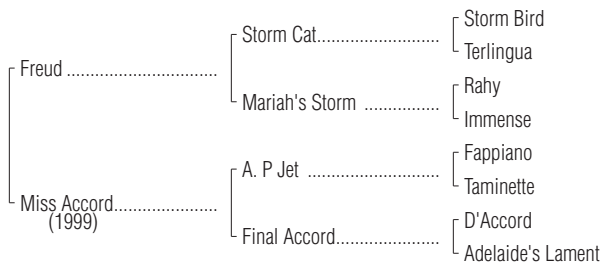 Storm Bird
Storm Cat........................
Terlingua
Freud .............................
Rahy
Mariah's Storm ...............
Immense
Fappiano
A. P Jet ..........................
Taminette
Miss Accord....................
(1999)
D'Accord
Final Accord....................
Adelaide's Lament